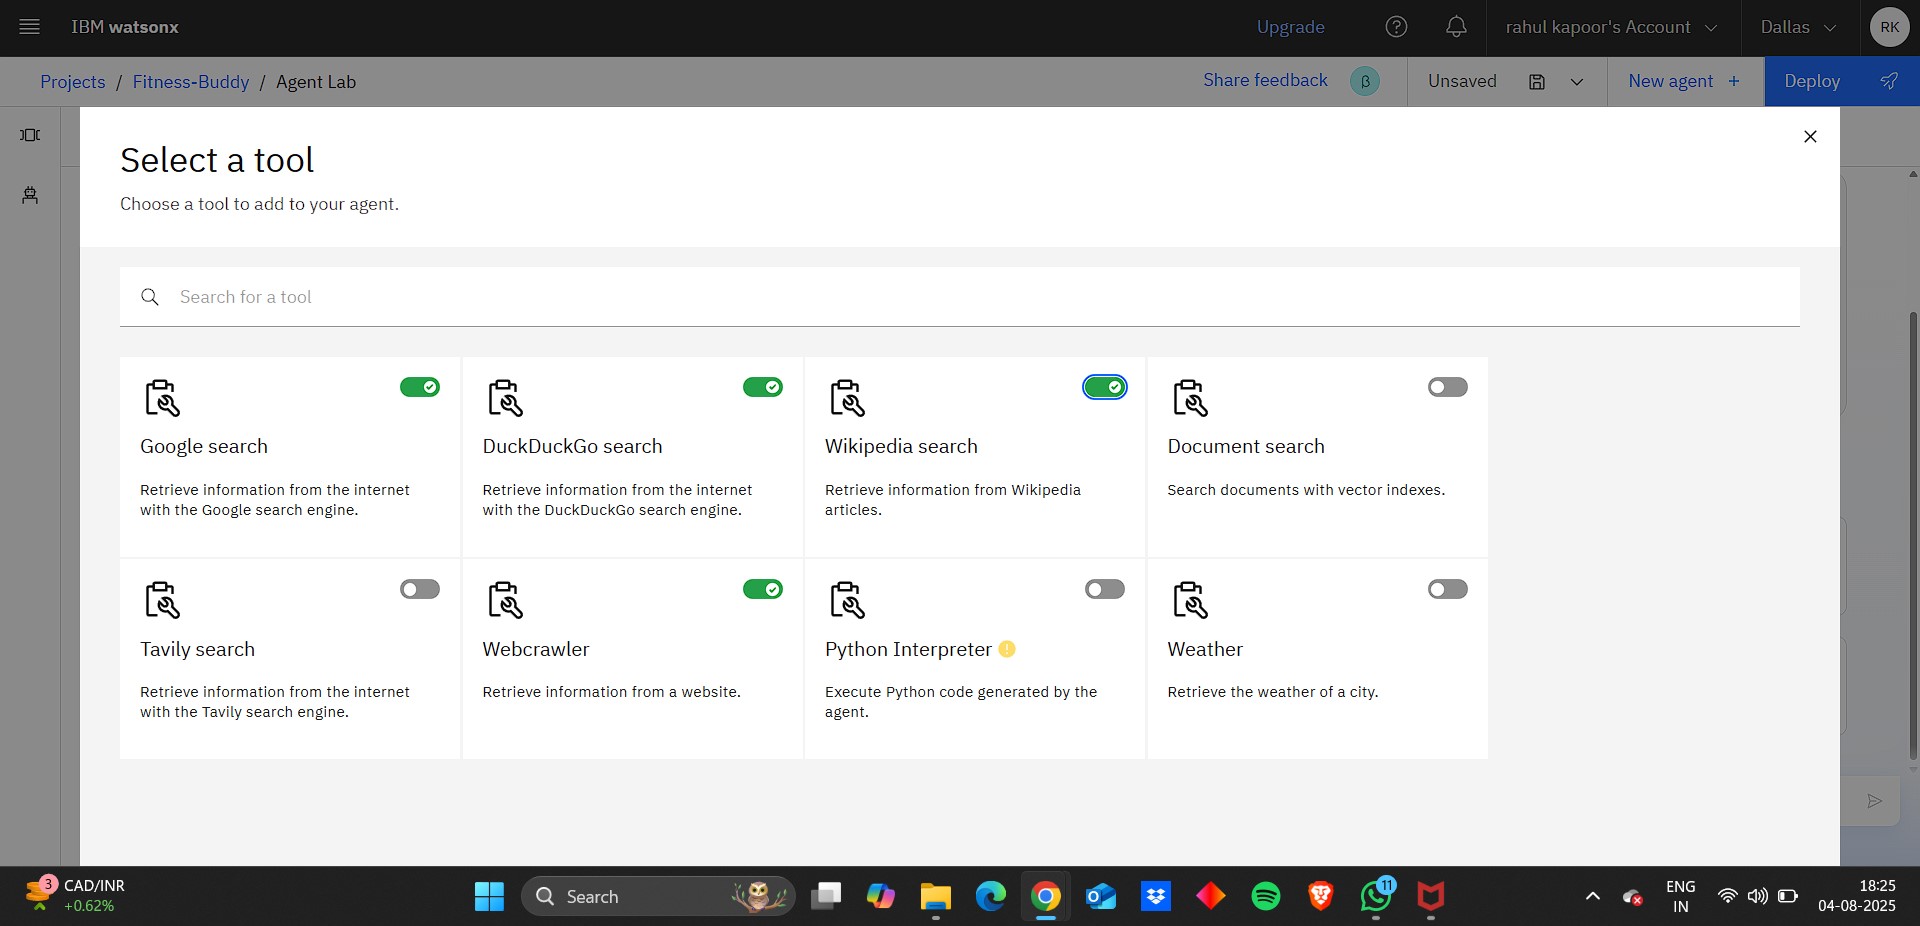 IBM watsonx
Upgrade
rahul kapoor's Account
Dallas
RK
Projects / Fitness-Buddy / Agent Lab
Share feedback
β
Unsaved
New agent +
Deploy
Select a tool
Choose a tool to add to your agent.
Search for a tool
Google search
Retrieve information from the internet
with the Google search engine.
DuckDuckGo search
Retrieve information from the internet
with the DuckDuckGo search engine.
Wikipedia search
Retrieve information from Wikipedia
articles.
Document search
Search documents with vector indexes.
Tavily search
Retrieve information from the internet
with the Tavily search engine.
Webcrawler
Retrieve information from a website.
Python Interpreter
Execute Python code generated by the
agent.
Weather
Retrieve the weather of a city.
3
CAD/INR
+0.62%
Search
11
ENG
IN
18:25
04-08-2025